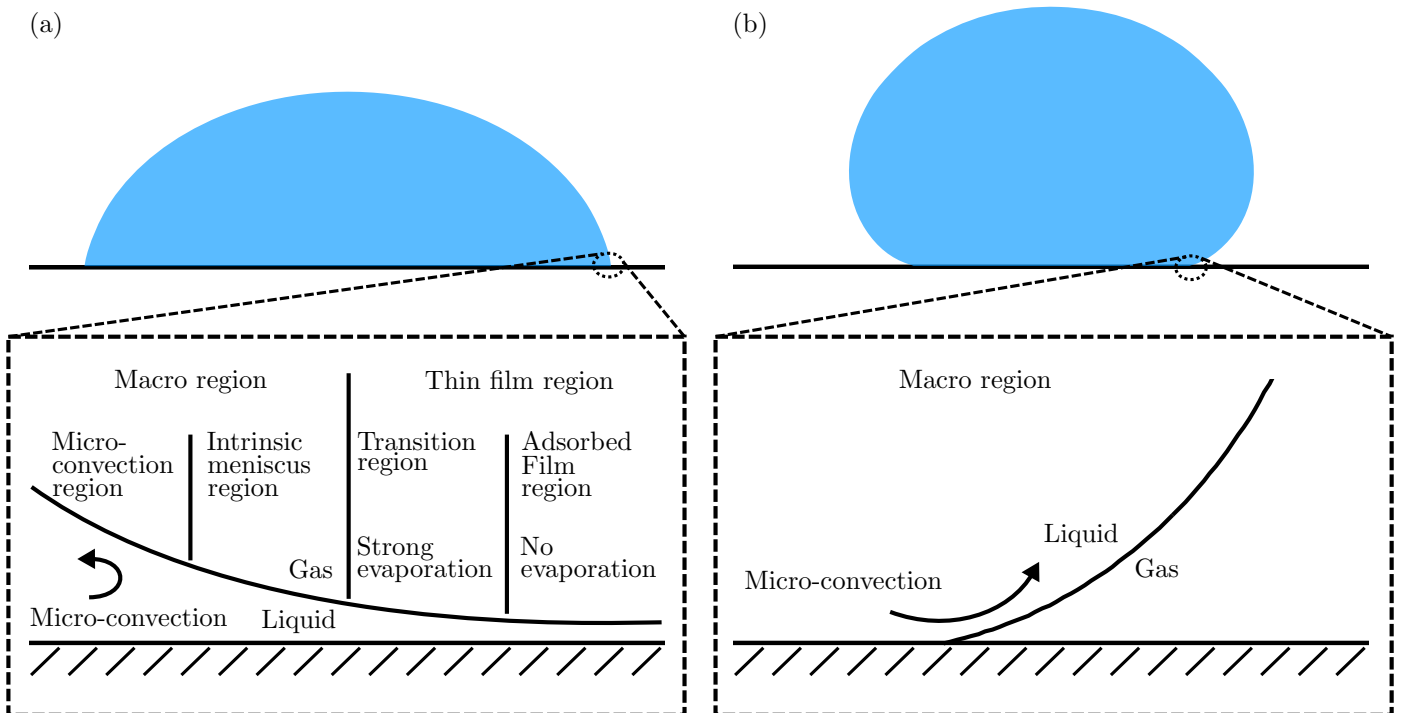 (a)
(b)
Macro region
Thin film region
Micro-
convection
region
Intrinsic
meniscus
region
Transition
region
Adsorbed
Film
region
Strong
evaporation
No
evaporation
Gas
Liquid
Micro-convection
Macro region
Liquid
Gas
Micro-convection